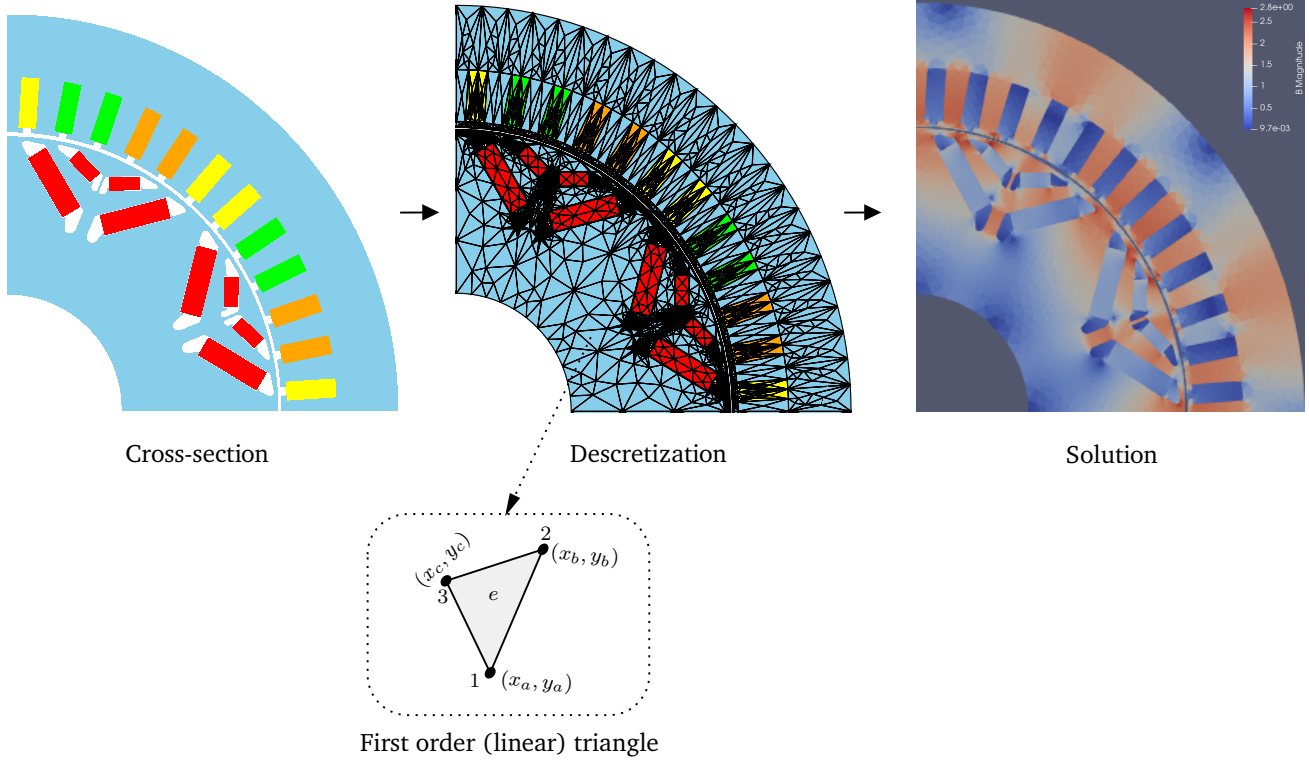 2.8e+00
2.5
2
1.5
1
0.5
9.7e-03
B Magnitude
Cross-section
Descretization
Solution
2
(x_b, y_b)
(x_c, y_c)
3
e
1
(x_a, y_a)
First order (linear) triangle